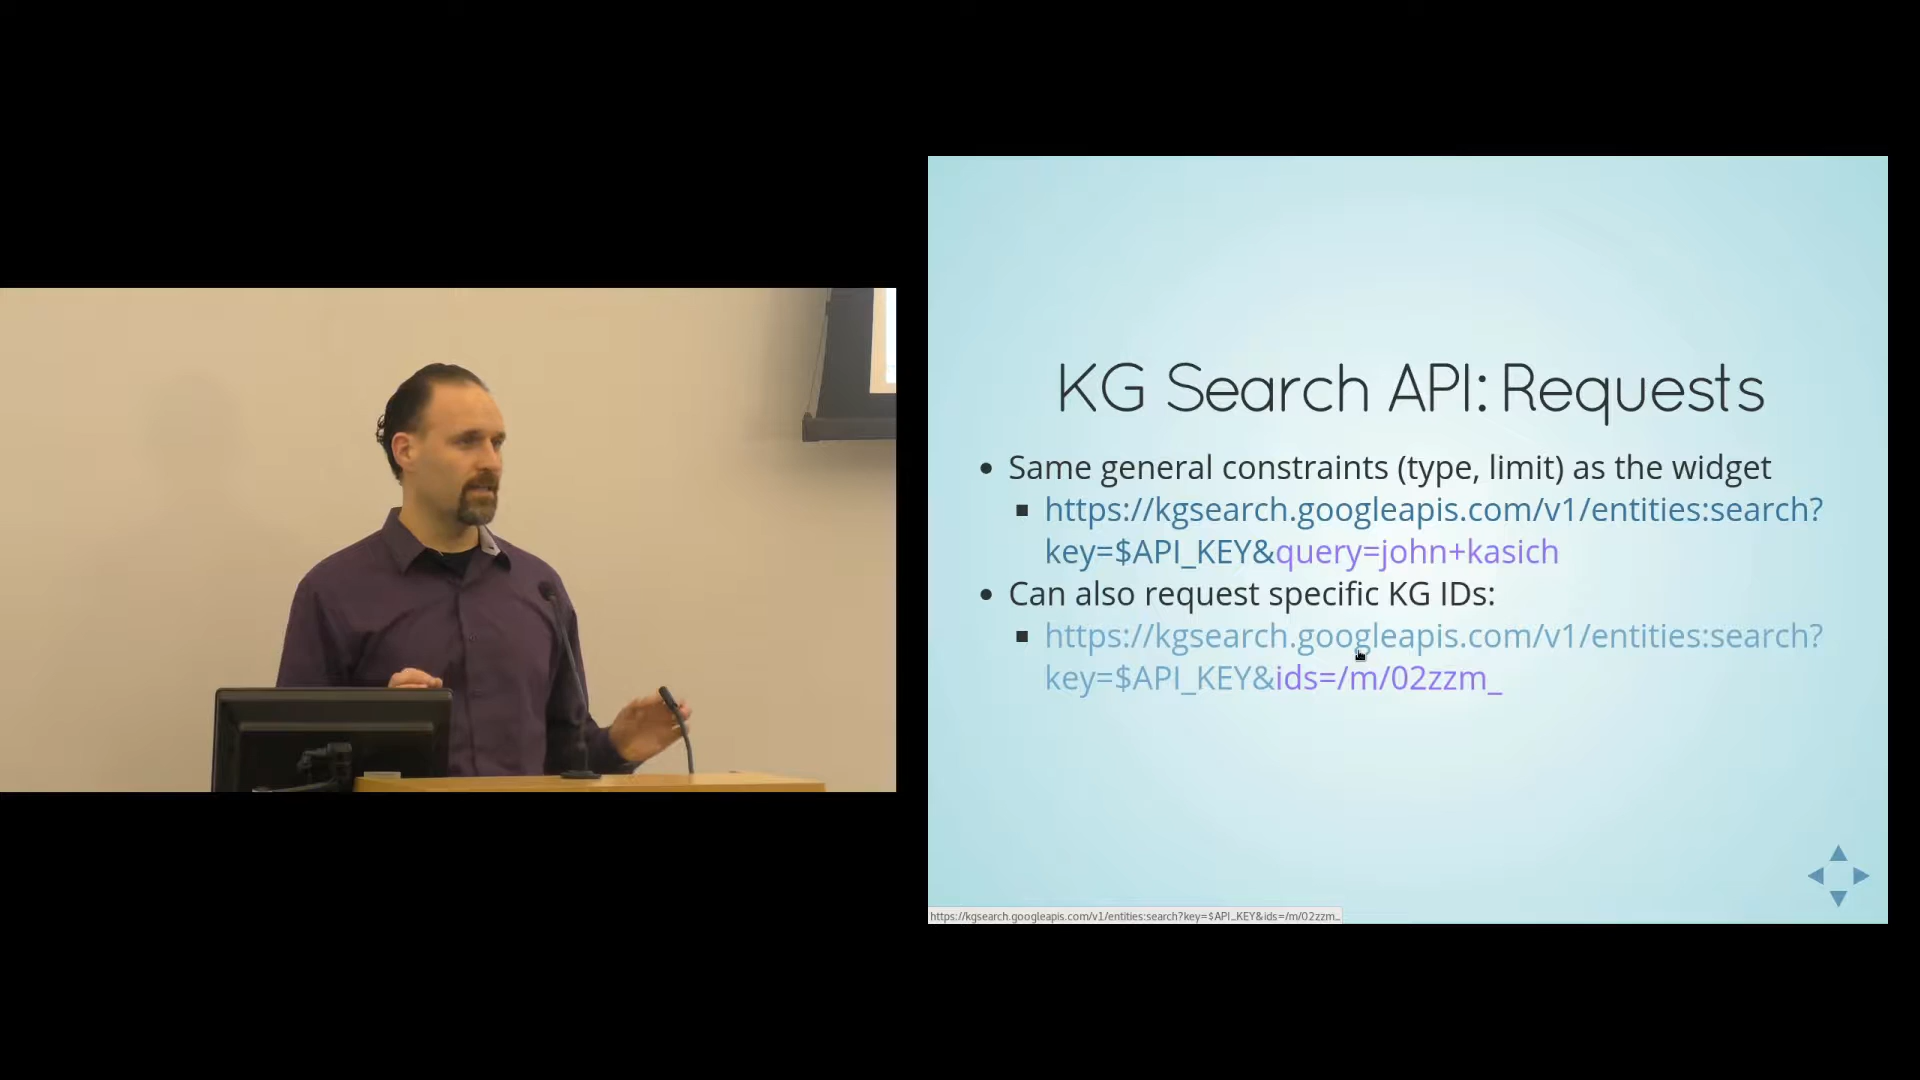 KG Search API: Requests
• Same general constraints (type, limit) as the widget
▪ https://kgsearch.googleapis.com/v1/entities:search?
key=$API_KEY&query=john+kasich
• Can also request specific KG IDs:
▪ https://kgsearch.googleapis.com/v1/entities:search?
key=$API_KEY&ids=/m/02zzm_
https://kgsearch.googleapis.com/v1/entities:search?key=$API_KEY&ids=/m/02zzm_